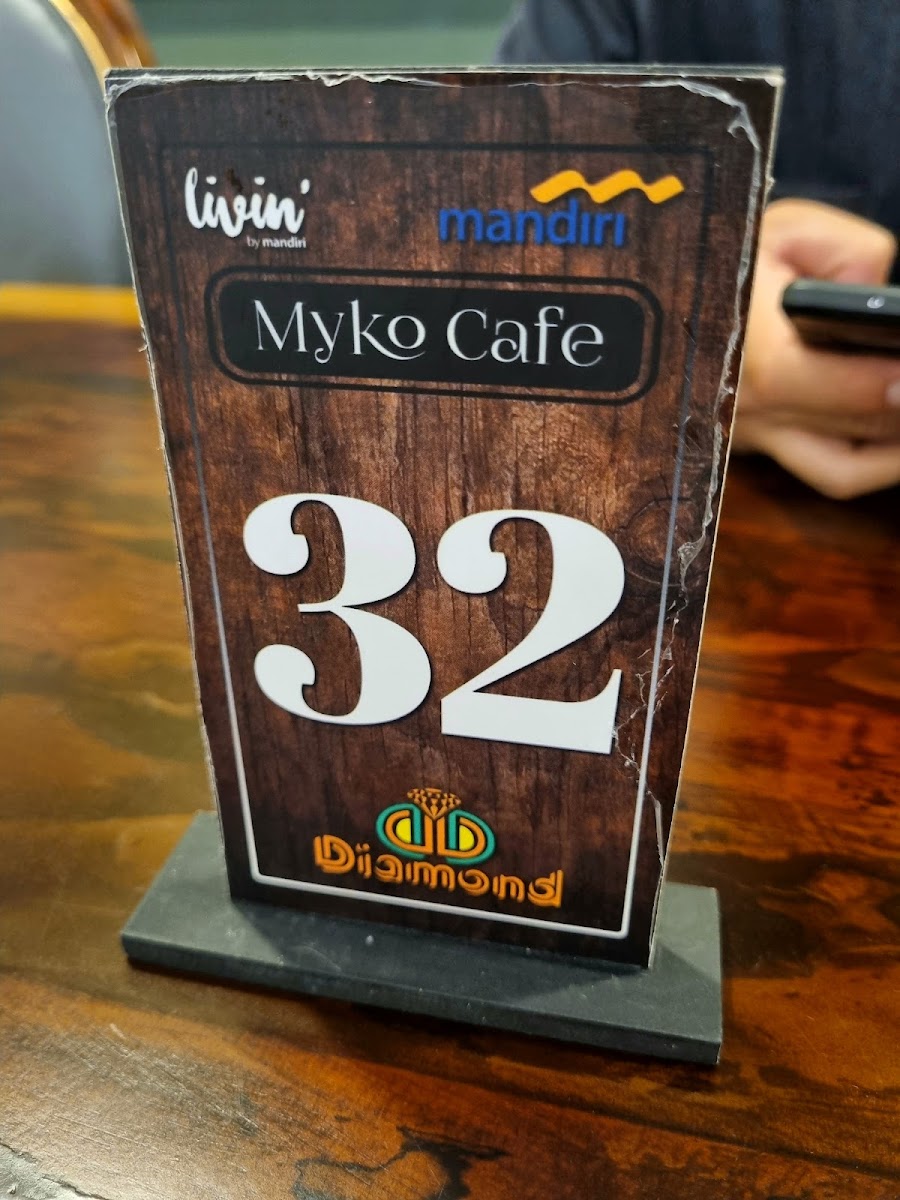 livin' mandiri
by mandiri
Myko Cafe
32
Diamond